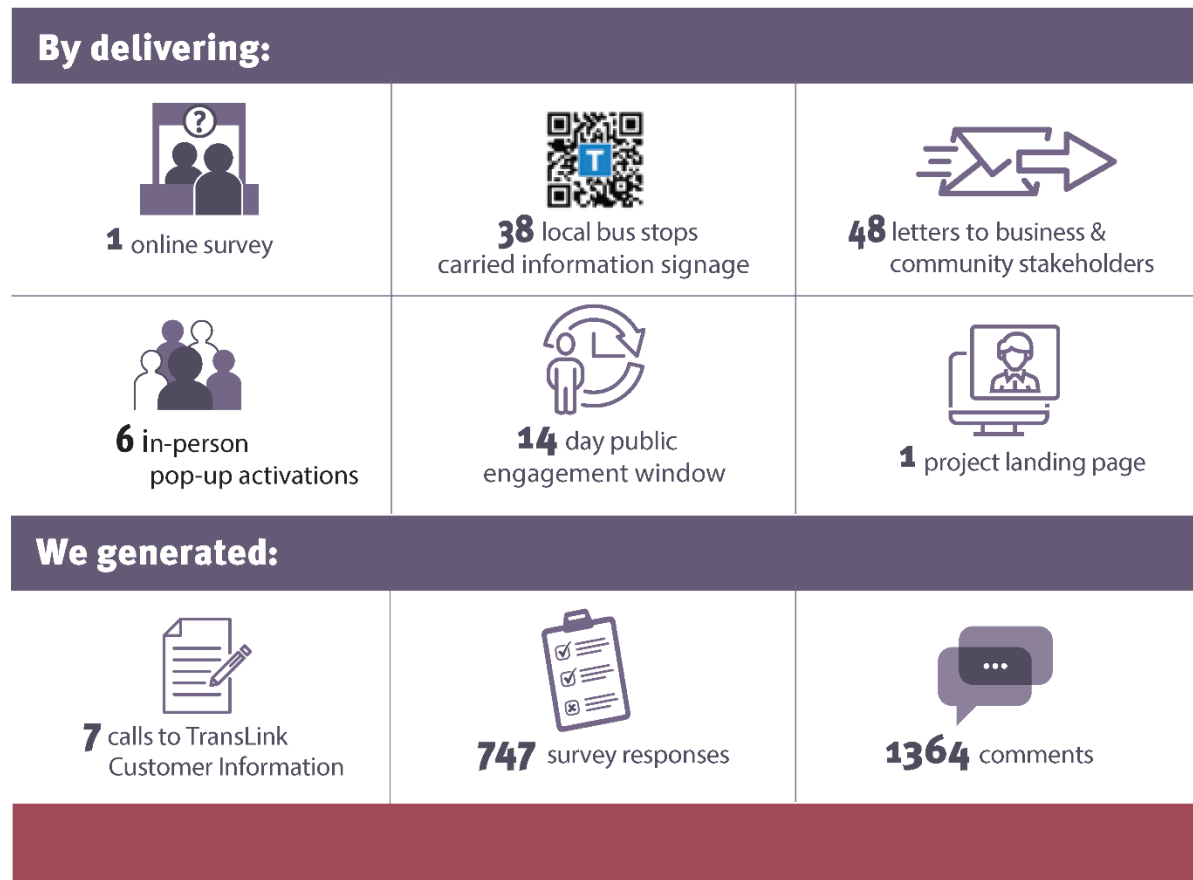 By delivering:
?
T
1 online survey
38 local bus stops
carried information signage
48 letters to business &
community stakeholders
6 in-person
pop-up activations
14 day public
engagement window
1 project landing page
We generated:
7 calls to TransLink
Customer Information
747 survey responses
1364 comments